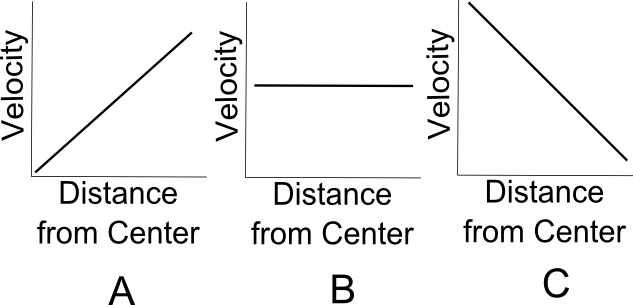 Velocity
Distance
from Center
A
Velocity
Distance
from Center
B
Velocity
Distance
from Center
C